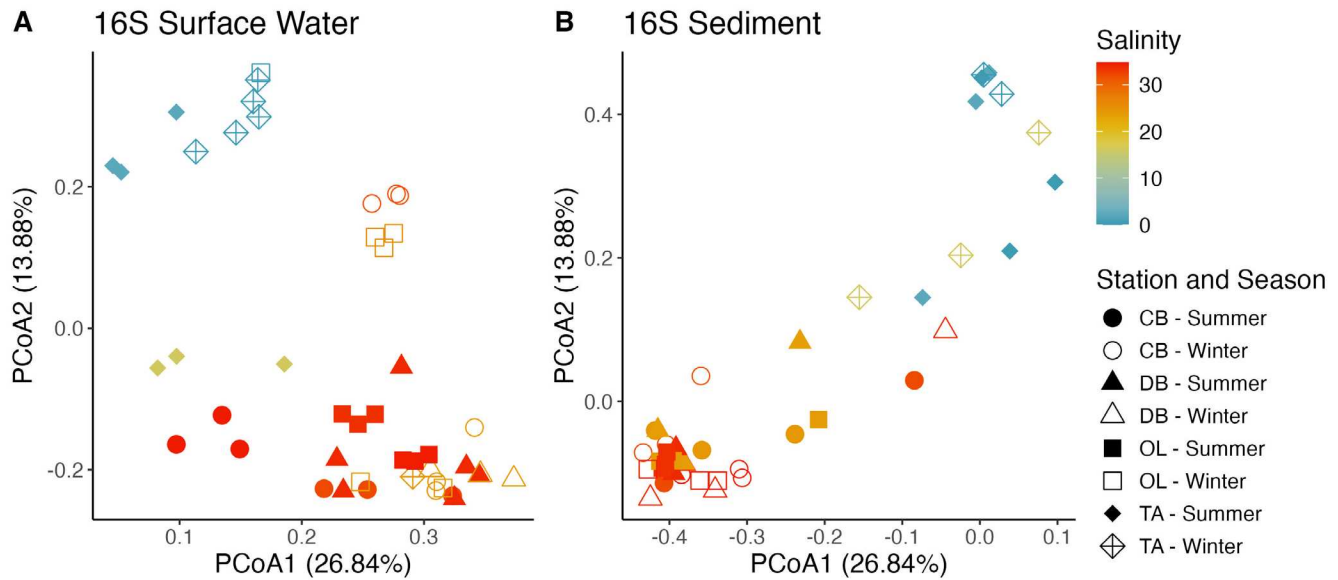 A 16S Surface Water
PCoA2 (13.88%)
0.2
0.0
-0.2
0.1 0.2 0.3
PCoA1 (26.84%)
B 16S Sediment
PCoA2 (13.88%)
0.4
0.2
0.0
-0.4 -0.3 -0.2 -0.1 0.0 0.1
PCoA1 (26.84%)
Salinity
30
20
10
0
Station and Season
CB - Summer
CB - Winter
DB - Summer
DB - Winter
OL - Summer
OL - Winter
TA - Summer
TA - Winter